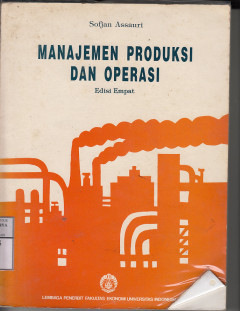 Sofjan Assauri
MANAJEMEN PRODUKSI
DAN OPERASI
Edisi Empat
LEMBAGA PENERBIT FAKULTAS EKONOMI UNIVERSITAS INDONESIA